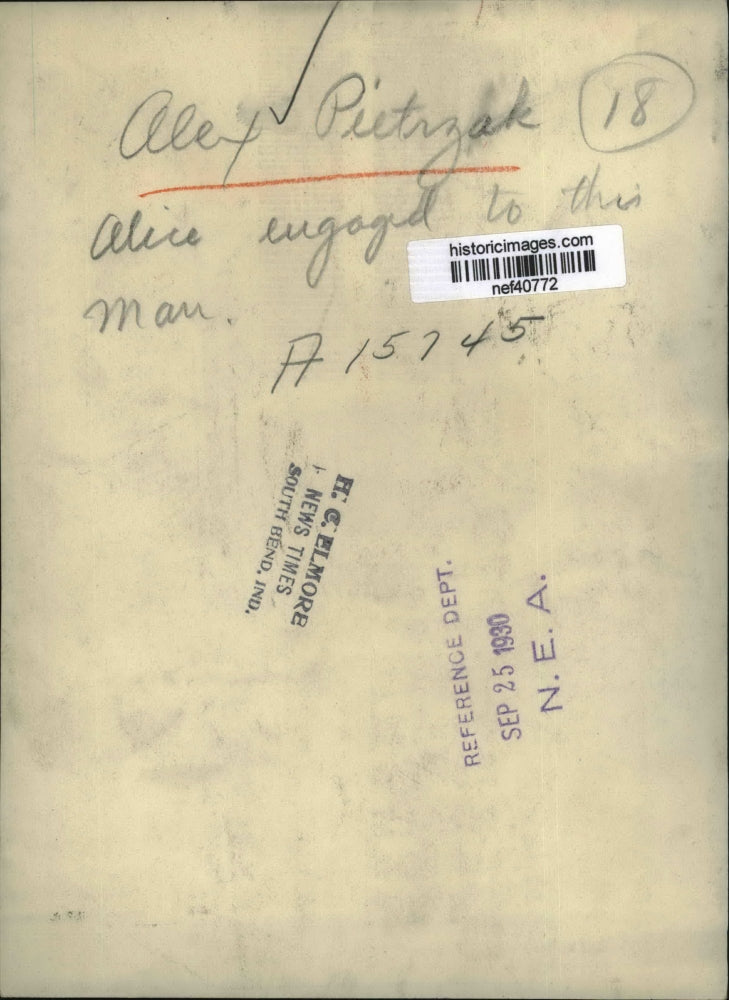 Alex Pietrzak 18
Alice engaged to this
man.
historicimages.com
nef40772
A 15745
H. C. ELMORE
NEWS TIMES
SOUTH BEND, IND.
REFERENCE DEPT.
SEP 25 1930
N. E. A.